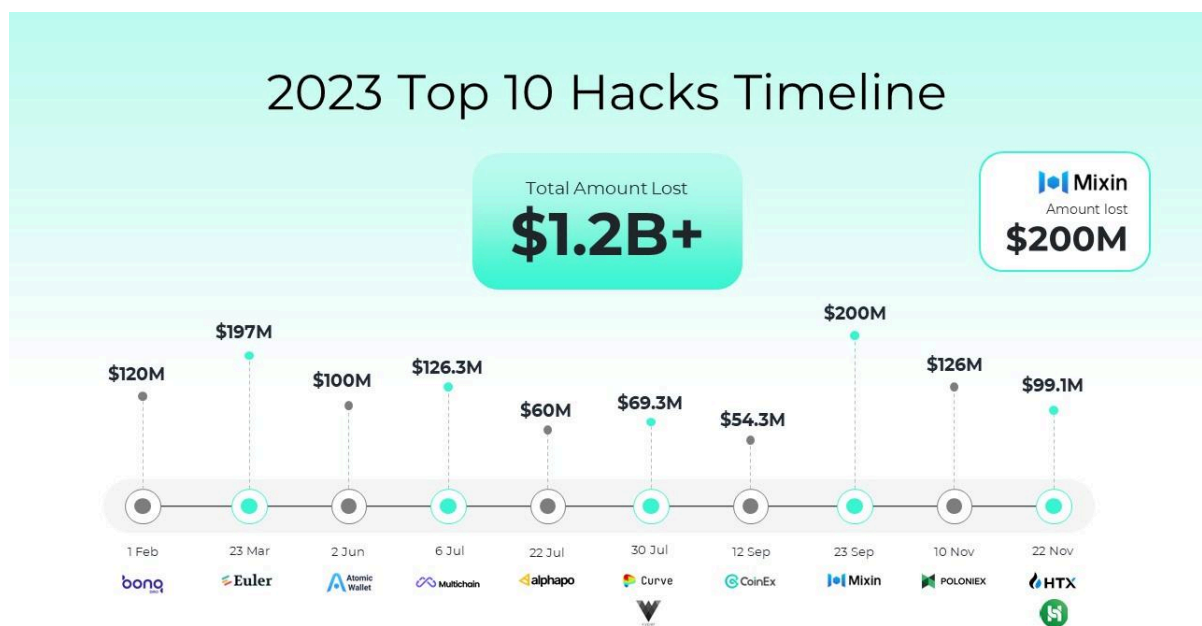 2023 Top 10 Hacks Timeline
Total Amount Lost
$1.2B+
Mixin
Amount lost
$200M
$120M
$197M
$100M
$126.3M
$60M
$69.3M
$54.3M
$200M
$126M
$99.1M
1 Feb
23 Mar
2 Jun
6 Jul
22 Jul
30 Jul
12 Sep
23 Sep
10 Nov
22 Nov
bonq
Euler
Atomic
Wallet
Multichain
alphapo
Curve
CoinEx
Mixin
POLONIEX
HTX